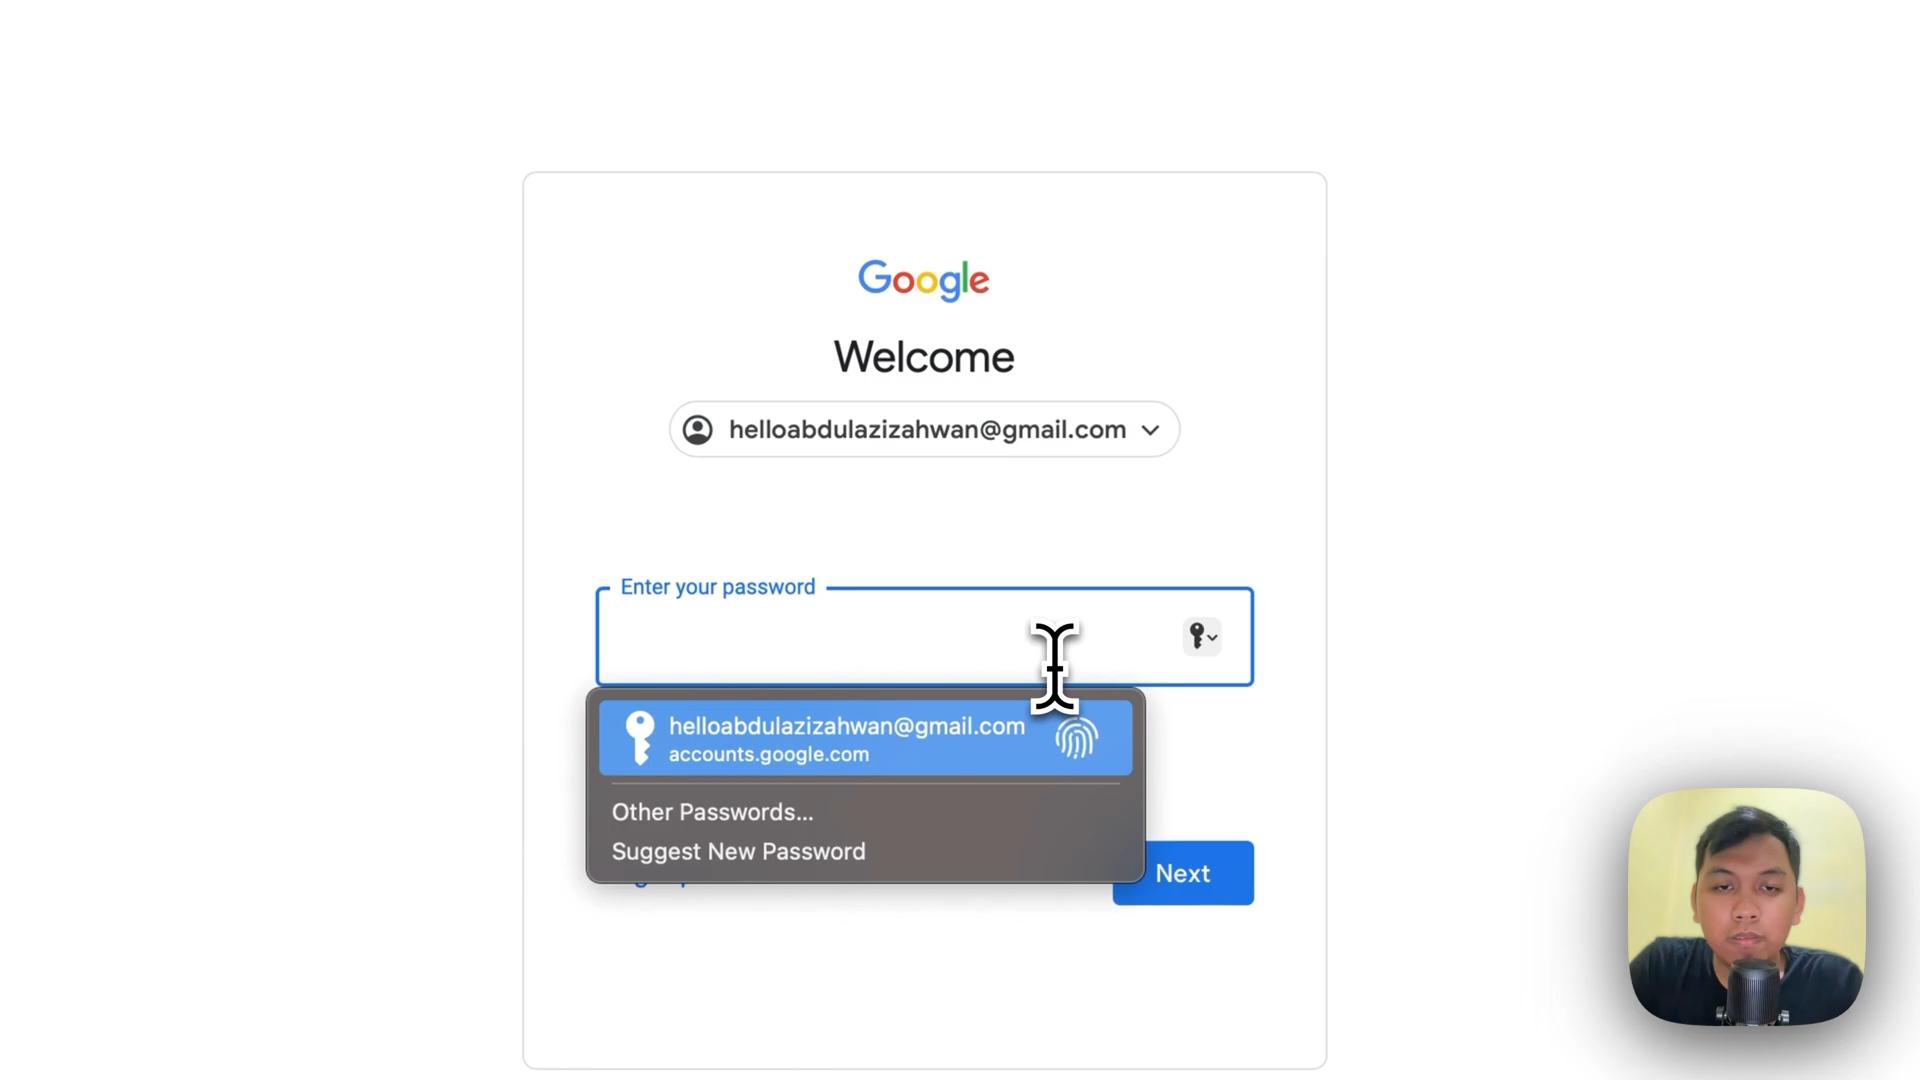 Google
Welcome
helloabdulazizahwan@gmail.com
Enter your password
helloabdulazizahwan@gmail.com
accounts.google.com
Other Passwords...
Suggest New Password
Next